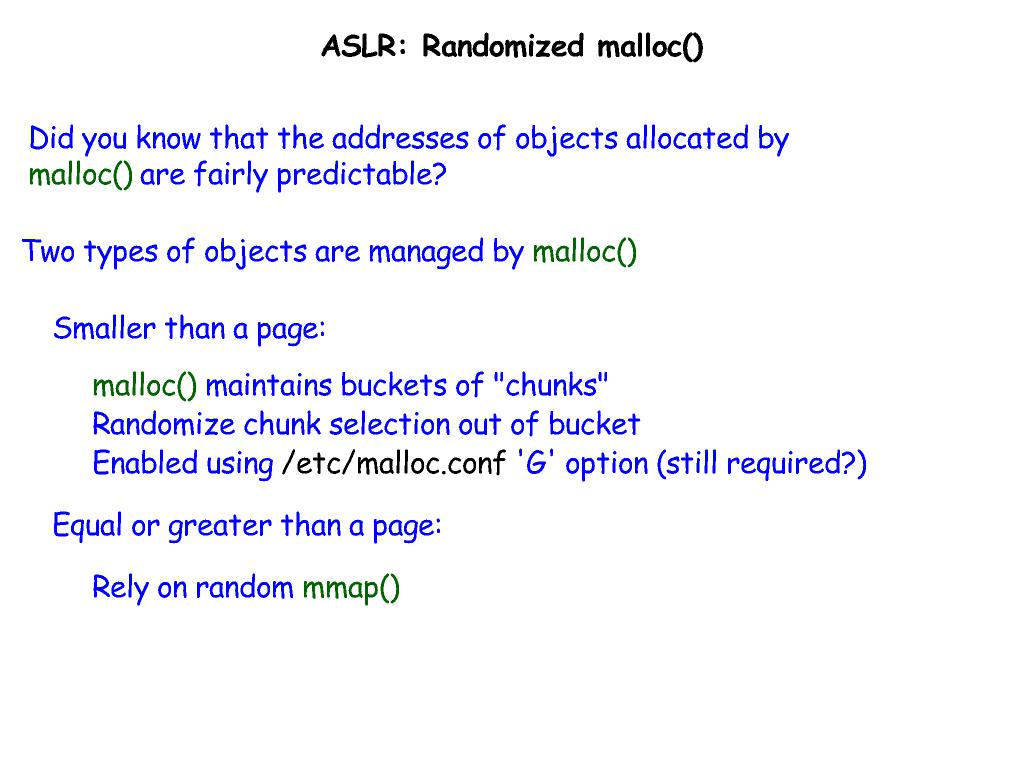 ASLR: Randomized malloc()
Did you know that the addresses of objects allocated by
malloc() are fairly predictable?
Two types of objects are managed by malloc()
Smaller than a page:
malloc() maintains buckets of "chunks"
Randomize chunk selection out of bucket
Enabled using /etc/malloc.conf 'G' option (still required?)
Equal or greater than a page:
Rely on random mmap()